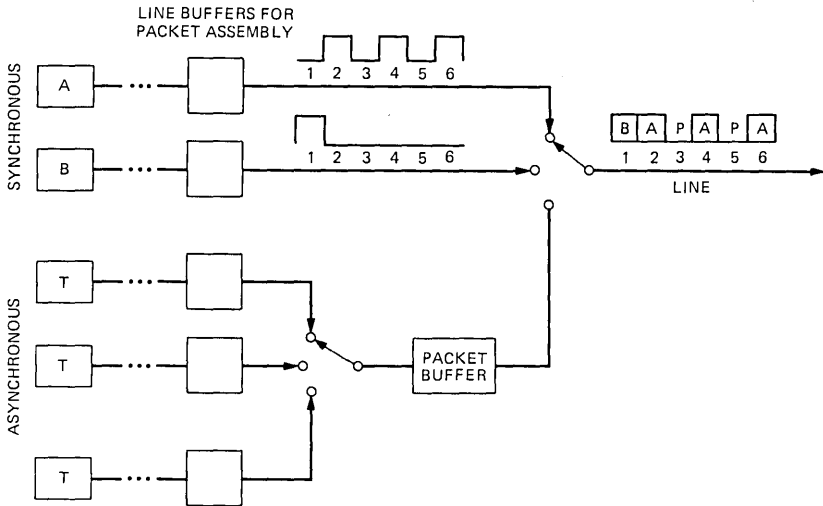 LINE BUFFERS FOR
PACKET ASSEMBLY
SYNCHRONOUS
A
1 2 3 4 5 6
B
1 2 3 4 5 6
B A P A P A
1 2 3 4 5 6
LINE
ASYNCHRONOUS
T
T
PACKET
BUFFER
T